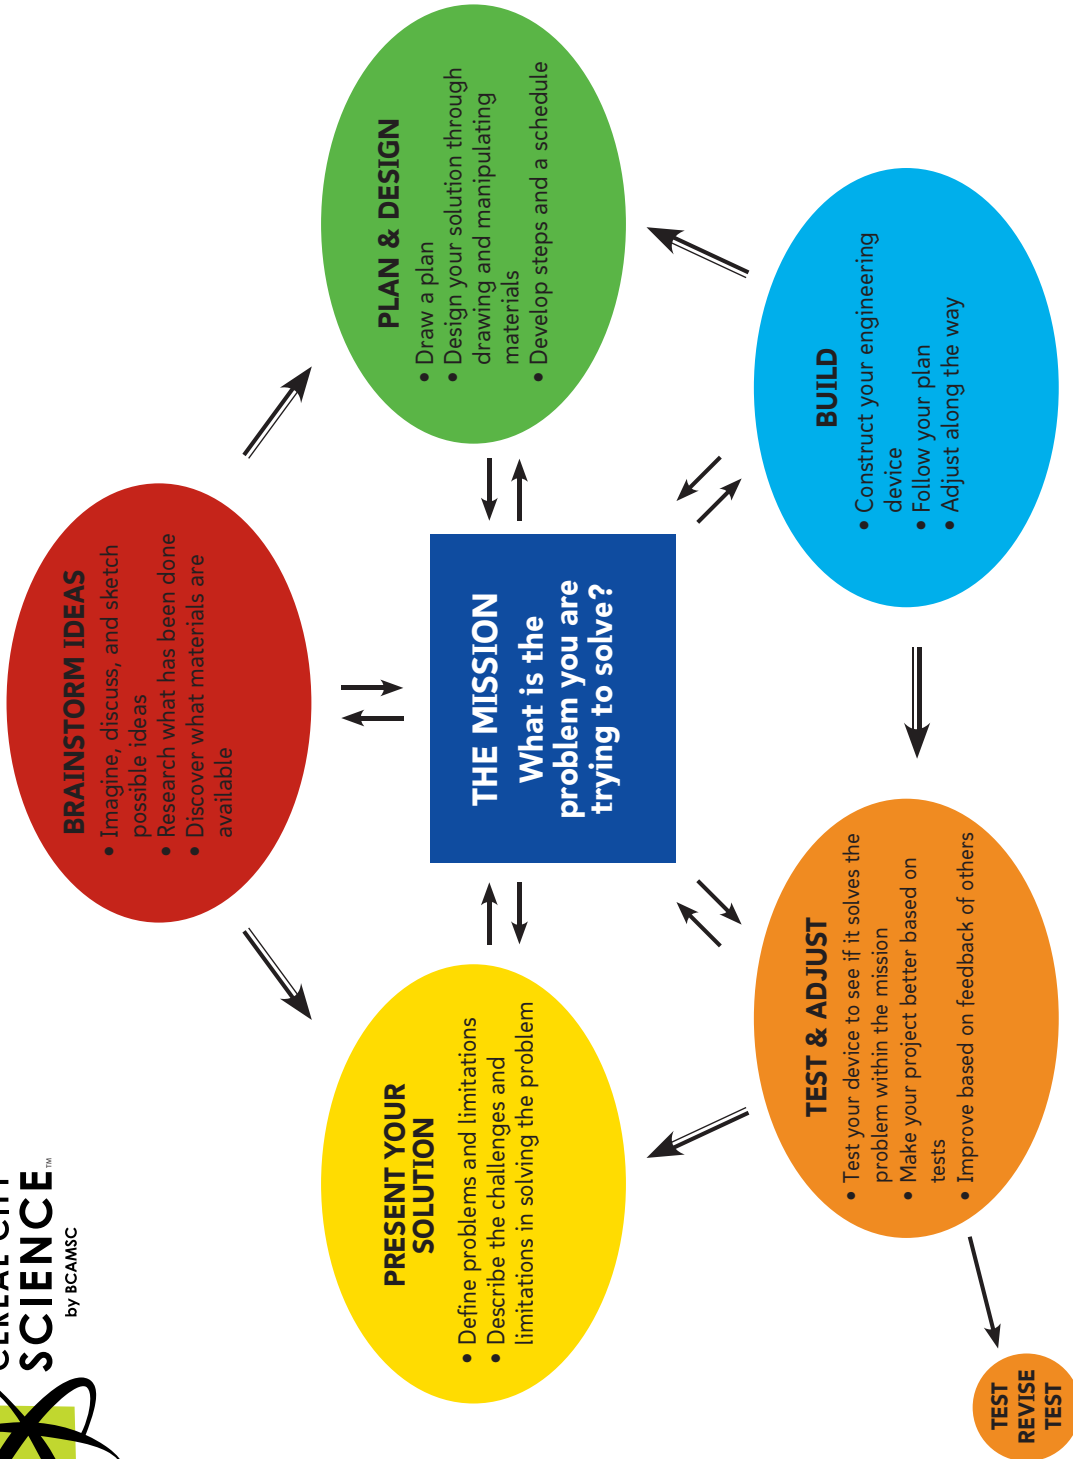 CEREAL CITY
SCIENCE™
by BCAMSC
BRAINSTORM IDEAS
• Imagine, discuss, and sketch
possible ideas
• Research what has been done
• Discover what materials are
available
PLAN & DESIGN
• Draw a plan
• Design your solution through
drawing and manipulating
materials
• Develop steps and a schedule
BUILD
• Construct your engineering
device
• Follow your plan
• Adjust along the way
TEST & ADJUST
• Test your device to see if it solves the
problem within the mission
• Make your project better based on
tests
• Improve based on feedback of others
TEST
REVISE
TEST
PRESENT YOUR
SOLUTION
• Define problems and limitations
• Describe the challenges and
limitations in solving the problem
THE MISSION
What is the
problem you are
trying to solve?